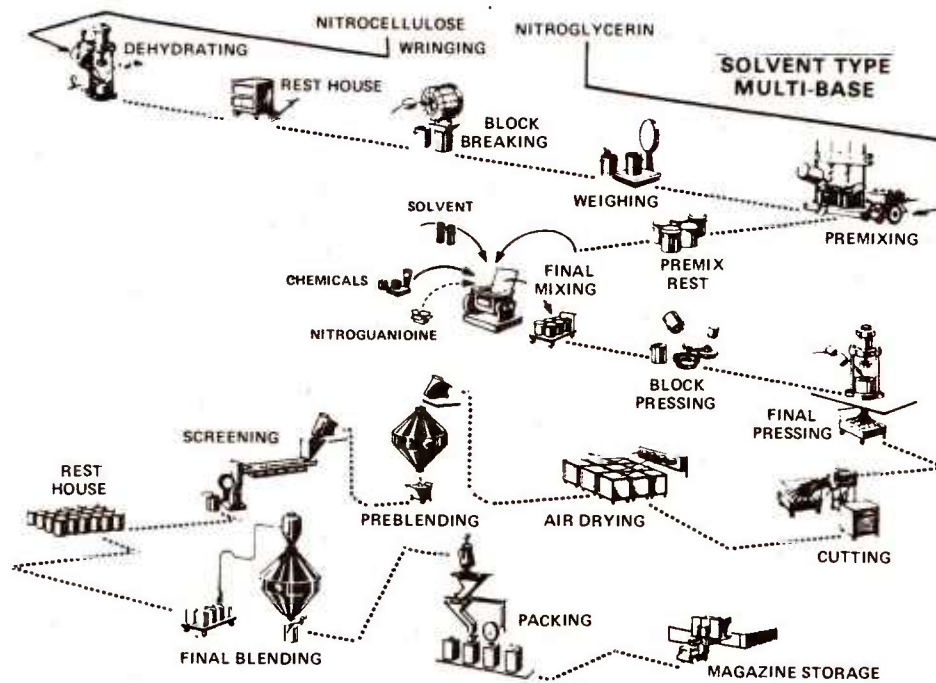 NITROCELLULOSE
WRINGING
NITROGLYCERIN
SOLVENT TYPE
MULTI-BASE
DEHYDRATING
REST HOUSE
BLOCK
BREAKING
WEIGHING
PREMIXING
SOLVENT
PREMIX
REST
CHEMICALS
FINAL
MIXING
NITROGUANIOINE
BLOCK
PRESSING
FINAL
PRESSING
SCREENING
REST
HOUSE
PREBLENDING
AIR DRYING
CUTTING
FINAL BLENDING
PACKING
MAGAZINE STORAGE